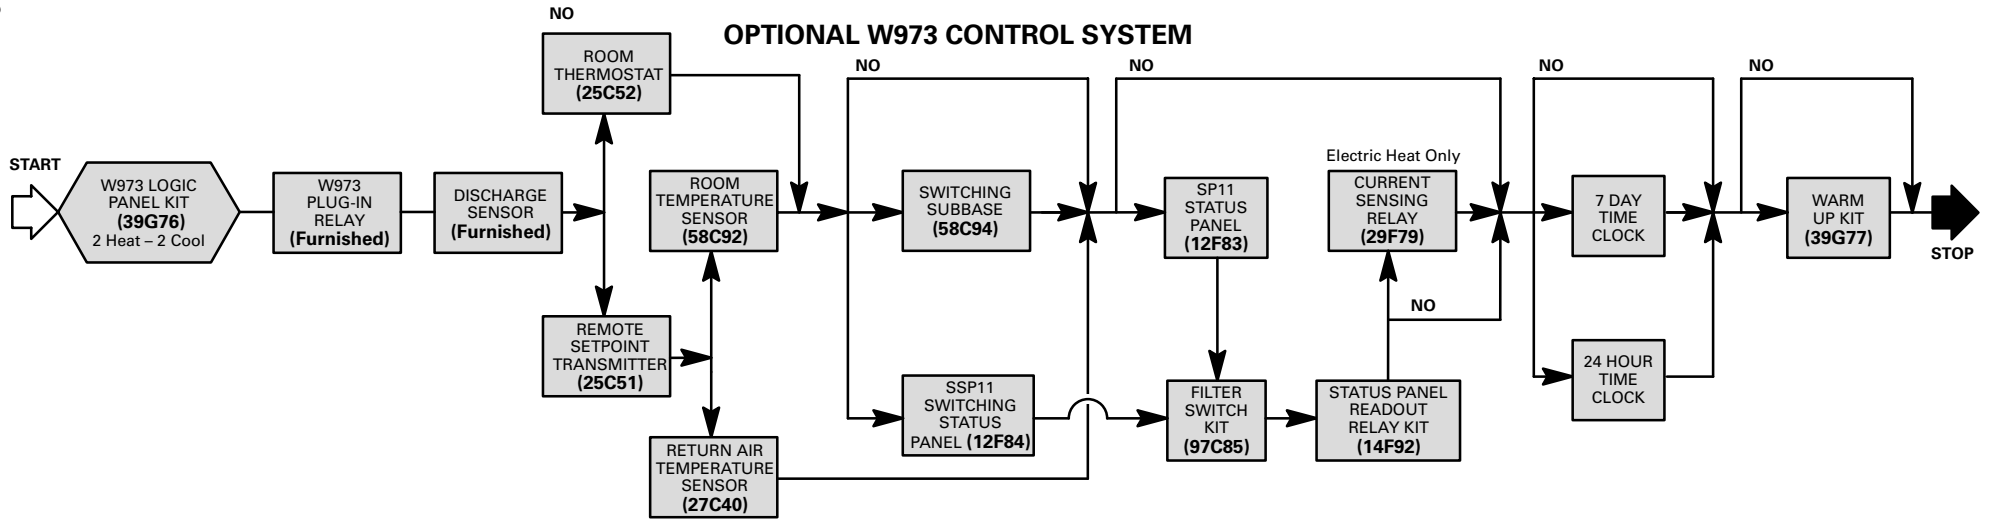 NO
OPTIONAL W973 CONTROL SYSTEM
START
W973 LOGIC
PANEL KIT
(39G76)
2 Heat – 2 Cool
W973
PLUG-IN
RELAY
(Furnished)
DISCHARGE
SENSOR
(Furnished)
ROOM
THERMOSTAT
(25C52)
REMOTE
SETPOINT
TRANSMITTER
(25C51)
ROOM
TEMPERATURE
SENSOR
(58C92)
RETURN AIR
TEMPERATURE
SENSOR
(27C40)
NO
SWITCHING
SUBBASE
(58C94)
SSP11
SWITCHING
STATUS
PANEL (12F84)
NO
SP11
STATUS
PANEL
(12F83)
FILTER
SWITCH
KIT
(97C85)
Electric Heat Only
CURRENT
SENSING
RELAY
(29F79)
NO
STATUS PANEL
READOUT
RELAY KIT
(14F92)
NO
7 DAY
TIME
CLOCK
24 HOUR
TIME
CLOCK
NO
WARM
UP KIT
(39G77)
STOP